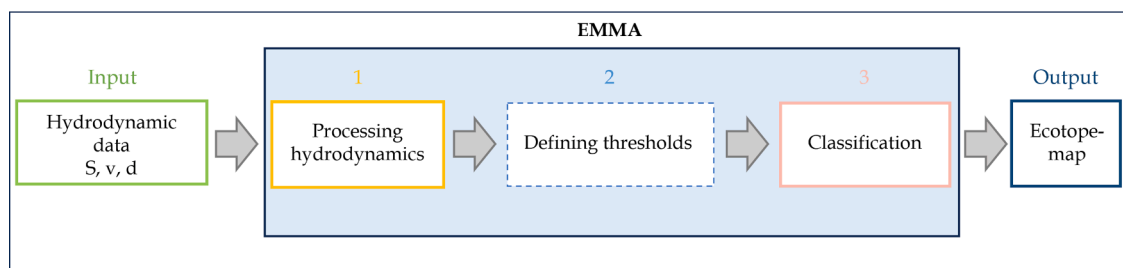 EMMA
Input
1
2
3
Output
Hydrodynamic
data
S, v, d
Processing
hydrodynamics
Defining thresholds
Classification
Ecotope-
map